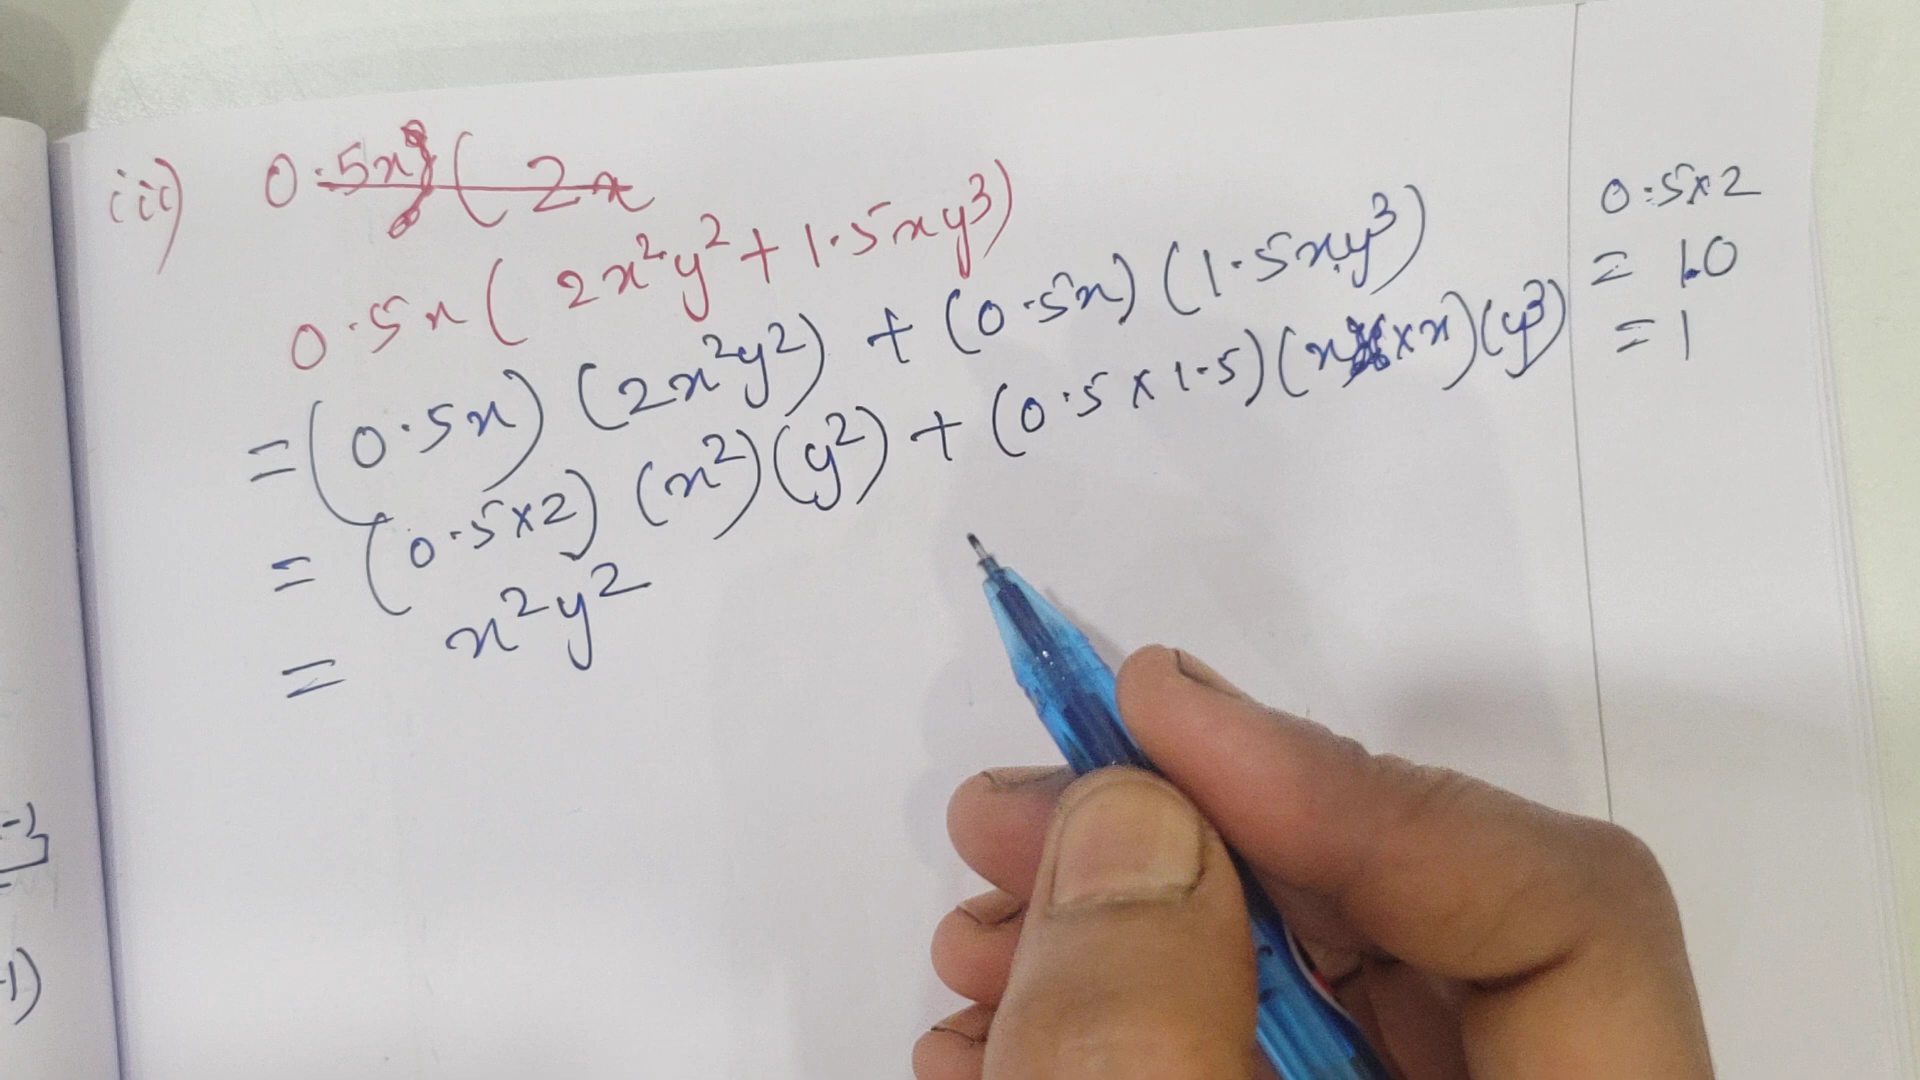 iii) 0.5x ( 2x
0.5x ( 2x²y² + 1.5xy³)
= (0.5x) (2x²y²) + (0.5x) (1.5xy³)
= (0.5×2) (x²)(y²) + (0.5×1.5) (x×x)(y³)
= x²y²
0.5×2
= 1.0
= 1
-1)